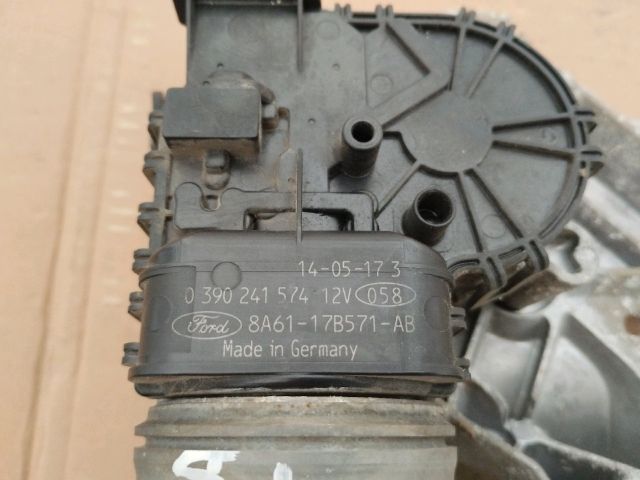 14-05-17 3
0 390 241 574 12V 058
Ford 8A61-17B571-AB
Made in Germany